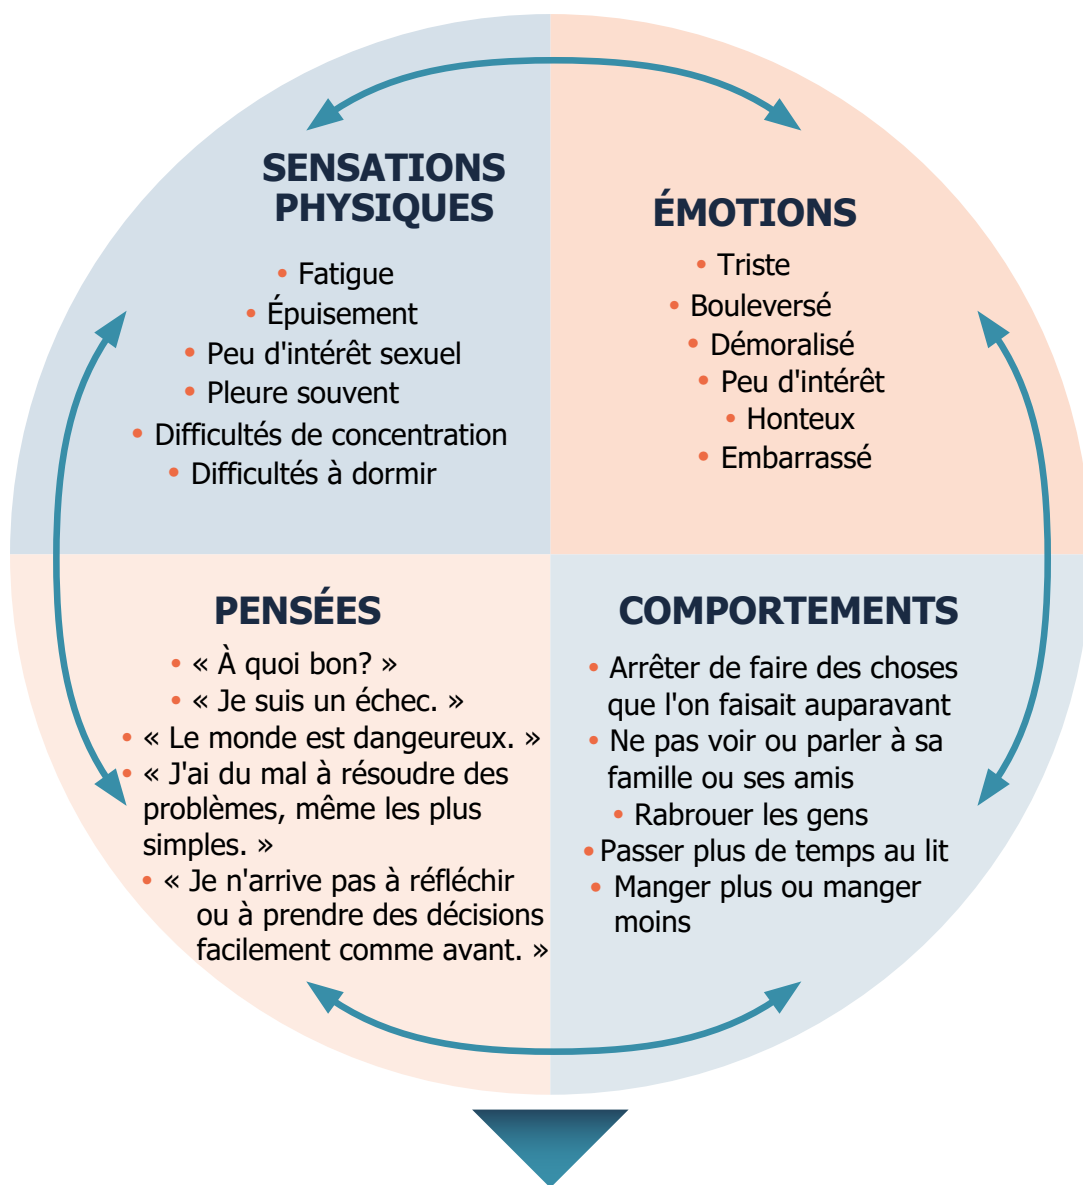 SENSATIONS
PHYSIQUES
• Fatigue
• Épuisement
• Peu d'intérêt sexuel
• Pleure souvent
• Difficultés de concentration
• Difficultés à dormir
ÉMOTIONS
• Triste
• Bouleversé
• Démoralisé
• Peu d'intérêt
• Honteux
• Embarrassé
PENSÉES
• « À quoi bon? »
• « Je suis un échec. »
• « Le monde est dangeureux. »
• « J'ai du mal à résoudre des
problèmes, même les plus
simples. »
• « Je n'arrive pas à réfléchir
ou à prendre des décisions
facilement comme avant. »
COMPORTEMENTS
• Arrêter de faire des choses
que l'on faisait auparavant
• Ne pas voir ou parler à sa
famille ou ses amis
• Rabrouer les gens
• Passer plus de temps au lit
• Manger plus ou manger
moins